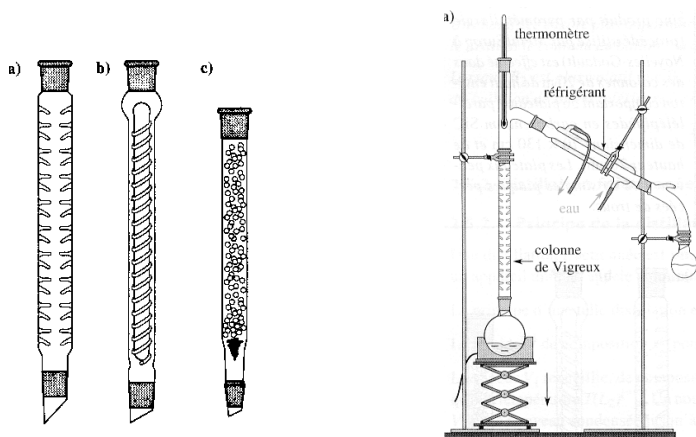 a)
b)
c)
a)
thermomètre
réfrigérant
eau
colonne
de Vigreux